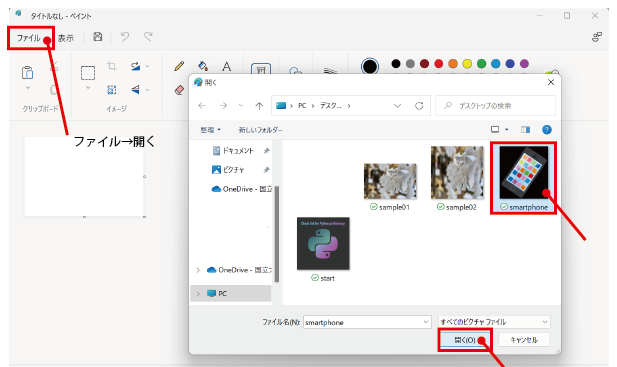 タイトルなし - ペイント
ファイル 表示
クリップボード イメージ
ファイル→開く
開く
PC デスク...
デスクトップの検索
整理 新しいフォルダー
ドキュメント
ピクチャ
OneDrive - 国立
OneDrive - 国立
PC
sample01 sample02 smartphone
start
ファイル名(N): smartphone すべてのピクチャ ファイル
開く(O) キャンセル